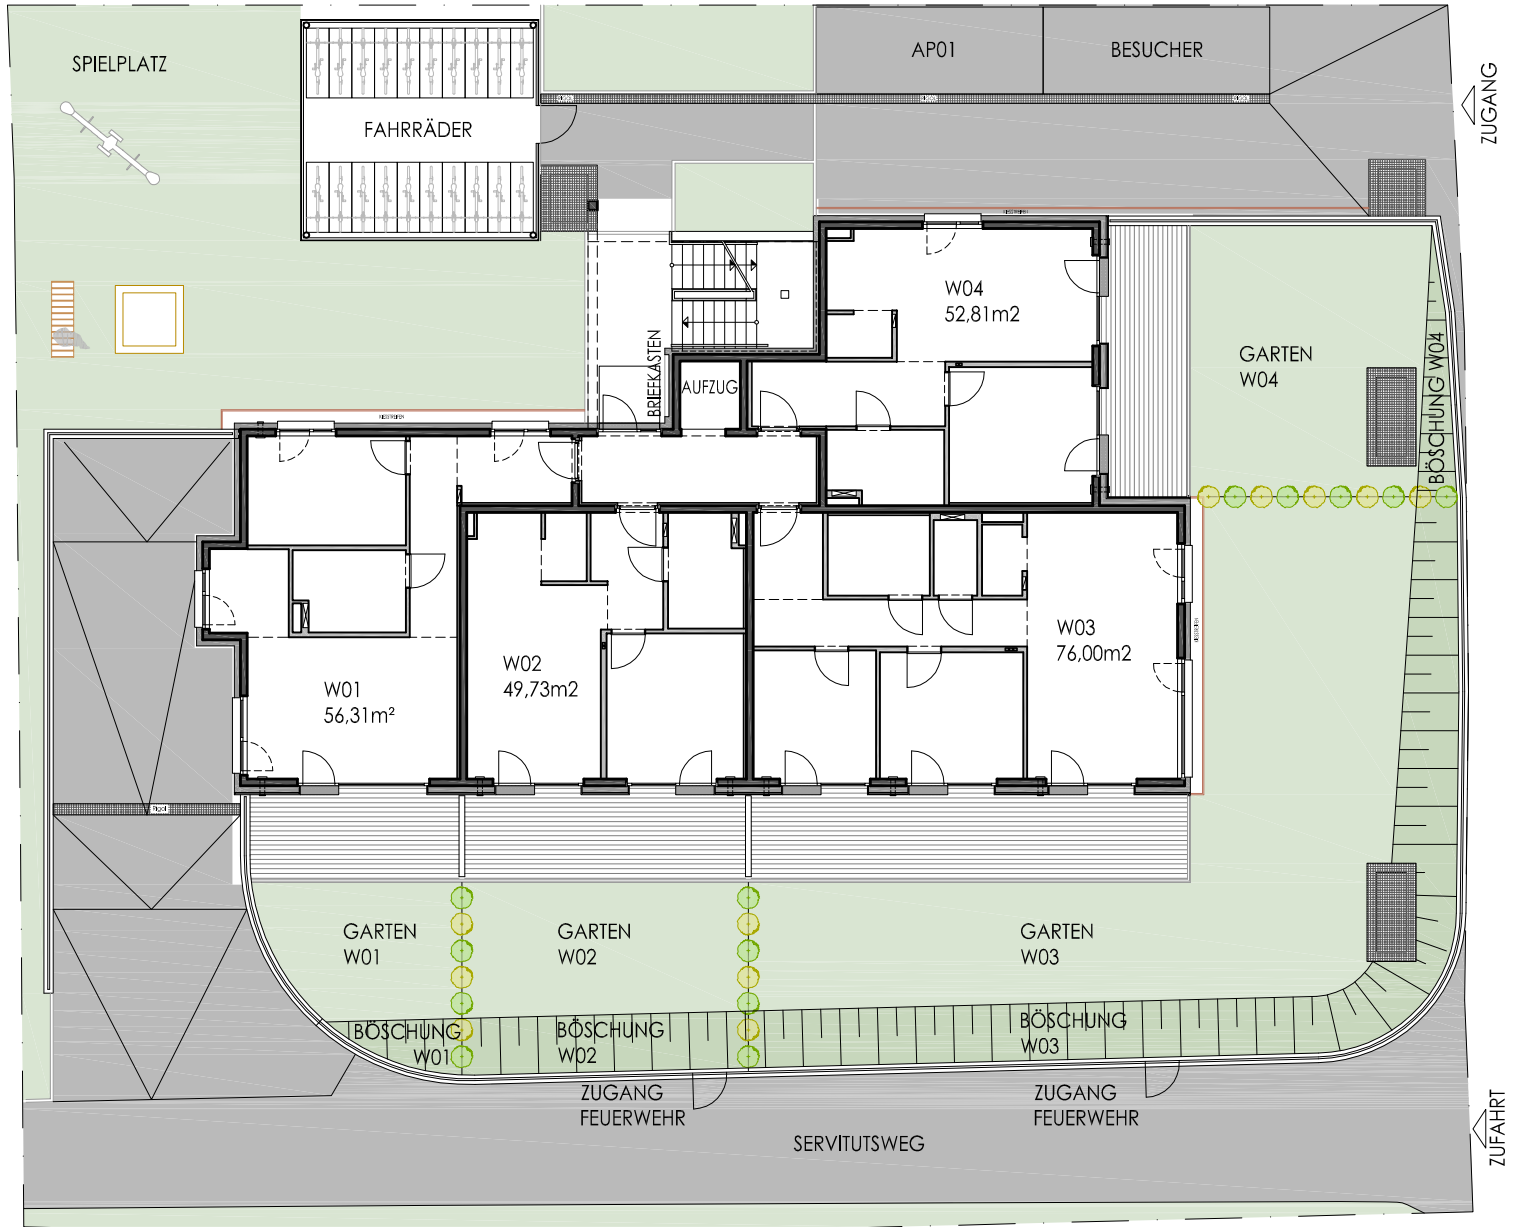 SPIELPLATZ
FAHRRÄDER
AP01
BESUCHER
ZUGANG
W04
52,81m2
GARTEN
W04
BÖSCHUNG W04
BRIEFKASTEN
AUFZUG
W01
56,31m²
W02
49,73m2
W03
76,00m2
Rigol
GARTEN
W01
GARTEN
W02
GARTEN
W03
BÖSCHUNG
W01
BÖSCHUNG
W02
BÖSCHUNG
W03
ZUGANG
FEUERWEHR
ZUGANG
FEUERWEHR
SERVITUTSWEG
ZUFAHRT